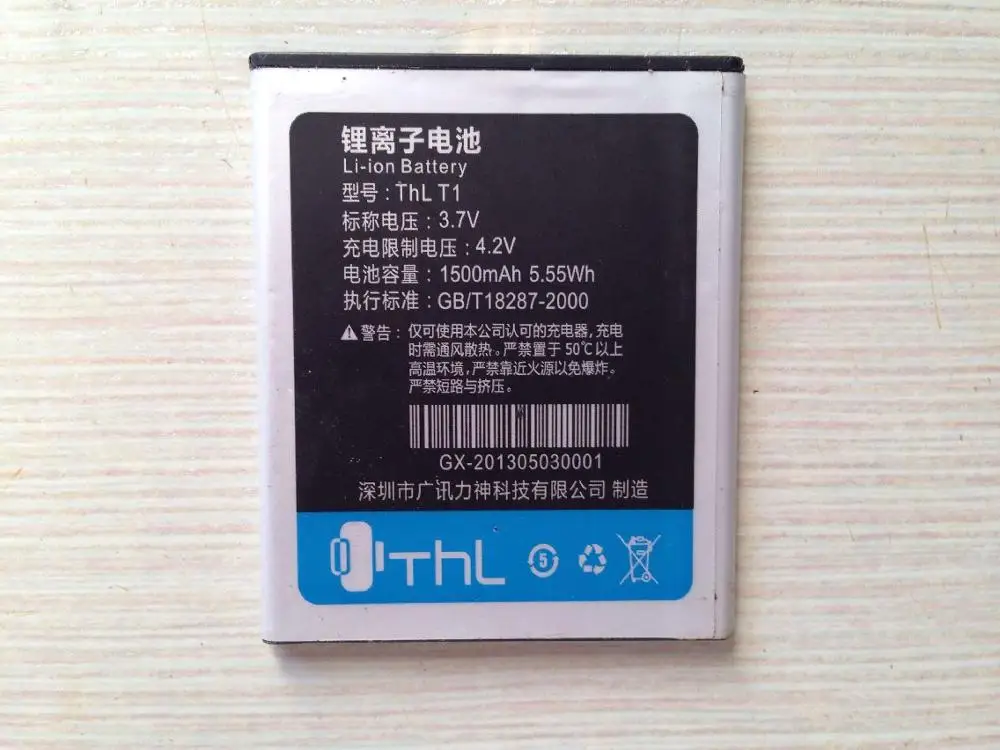 锂离子电池
Li-ion Battery
型号：ThL T1
标称电压：3.7V
充电限制电压：4.2V
电池容量：1500mAh 5.55Wh
执行标准：GB/T18287-2000
警告：仅可使用本公司认可的充电器，充电
时需通风散热。严禁置于50℃以上
高温环境，严禁靠近火源以免爆炸。
严禁短路与挤压。
GX-201305030001
深圳市广讯力神科技有限公司 制造
ThL 5